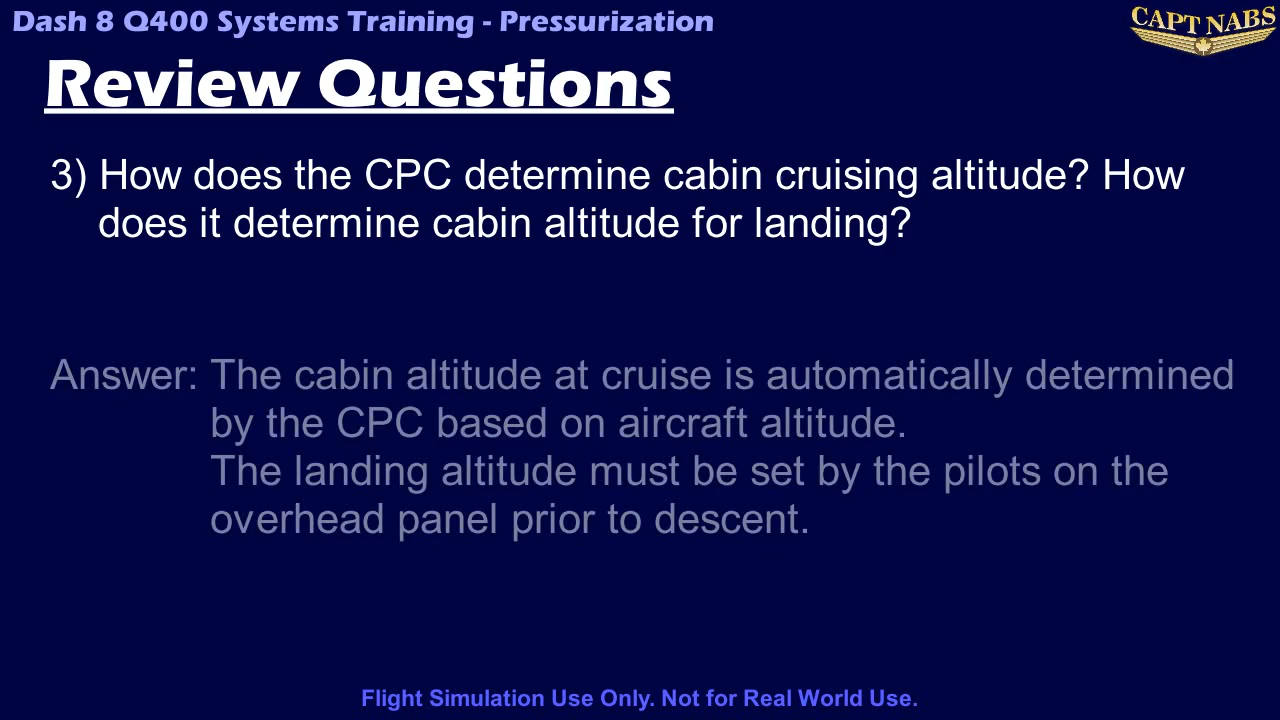 Dash 8 Q400 Systems Training - Pressurization
CAPT NABS
Review Questions
3) How does the CPC determine cabin cruising altitude? How
does it determine cabin altitude for landing?
Answer: The cabin altitude at cruise is automatically determined
by the CPC based on aircraft altitude.
The landing altitude must be set by the pilots on the
overhead panel prior to descent.
Flight Simulation Use Only. Not for Real World Use.